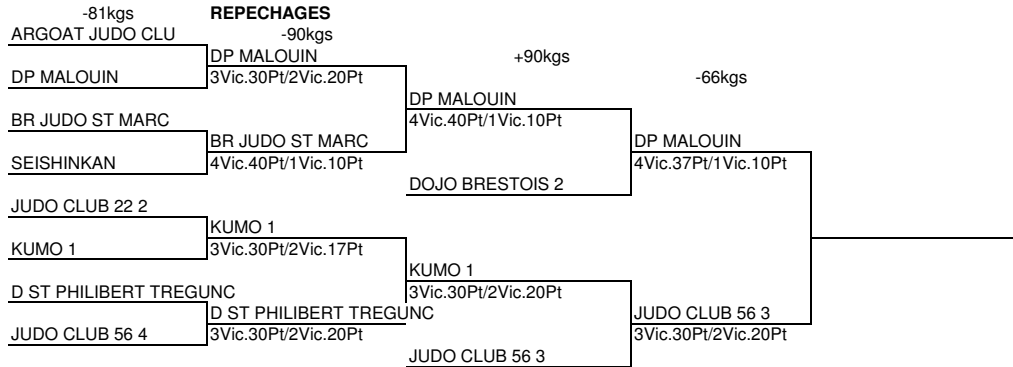 -81kgs
REPECHAGES
ARGOAT JUDO CLU
-90kgs
DP MALOUIN
+90kgs
DP MALOUIN
3Vic.30Pt/2Vic.20Pt
-66kgs
DP MALOUIN
BR JUDO ST MARC
4Vic.40Pt/1Vic.10Pt
BR JUDO ST MARC
DP MALOUIN
SEISHINKAN
4Vic.40Pt/1Vic.10Pt
4Vic.37Pt/1Vic.10Pt
DOJO BRESTOIS 2
JUDO CLUB 22 2
KUMO 1
KUMO 1
3Vic.30Pt/2Vic.17Pt
KUMO 1
D ST PHILIBERT TREGUNC
3Vic.30Pt/2Vic.20Pt
D ST PHILIBERT TREGUNC
JUDO CLUB 56 3
JUDO CLUB 56 4
3Vic.30Pt/2Vic.20Pt
3Vic.30Pt/2Vic.20Pt
JUDO CLUB 56 3